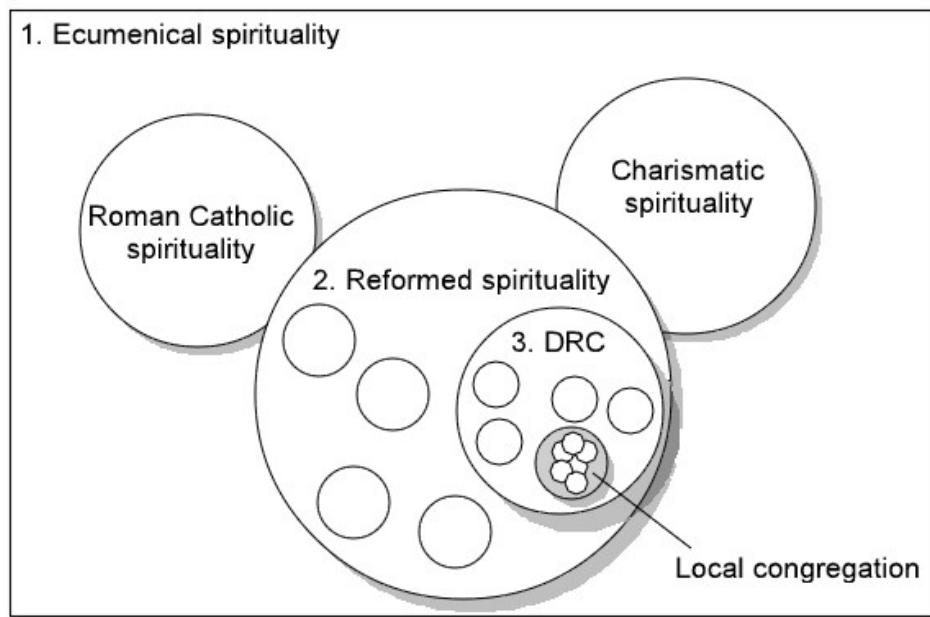 1. Ecumenical spirituality
Roman Catholic
spirituality
Charismatic
spirituality
2. Reformed spirituality
3. DRC
Local congregation